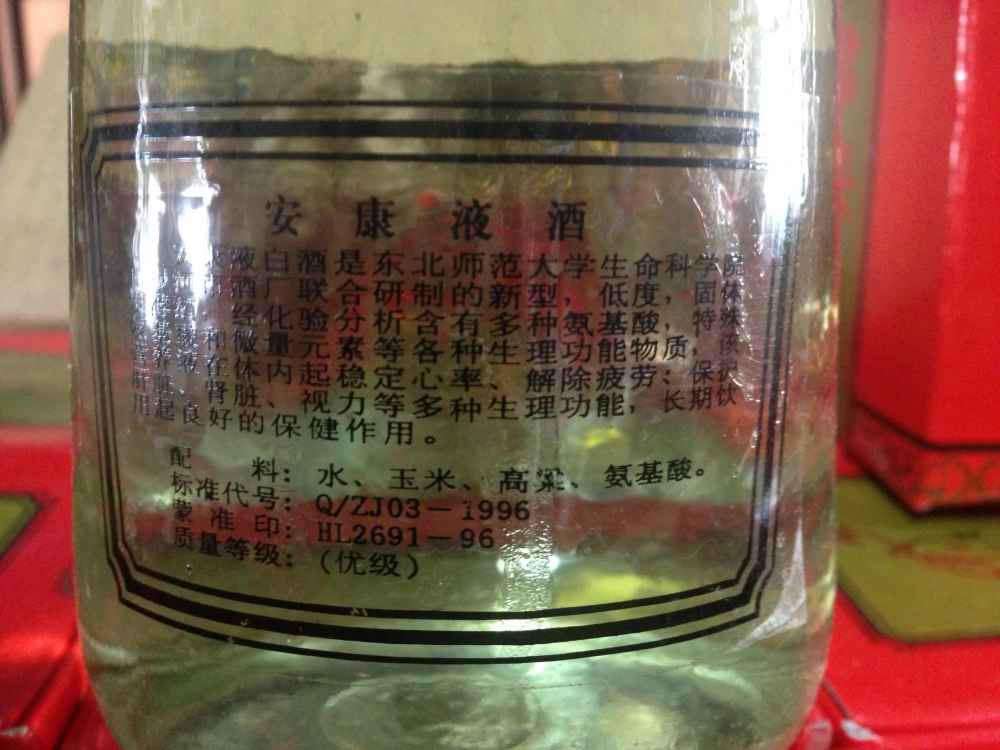 安康液酒
液白酒是东北师范大学生命科学院
酒厂联合研制的新型，低度，固体
经化验分析含有多种氨基酸，特殊
和微量元素等各种生理功能物质，该
液在体内起稳定心率、解除疲劳；保护
肝脏、肾脏、视力等多种生理功能，长期饮
用起良好的保健作用。
配料：水、玉米、高粱、氨基酸。
标准代号：Q/ZJ03－1996
蒙准印：HL2691－96
质量等级：（优级）